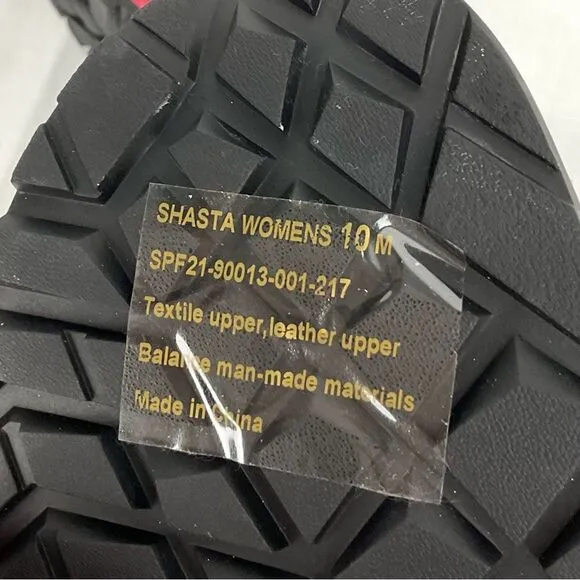 SHASTA WOMENS 10 M
SPF21-90013-001-217
Textile upper,leather upper
Balance man-made materials
Made in China